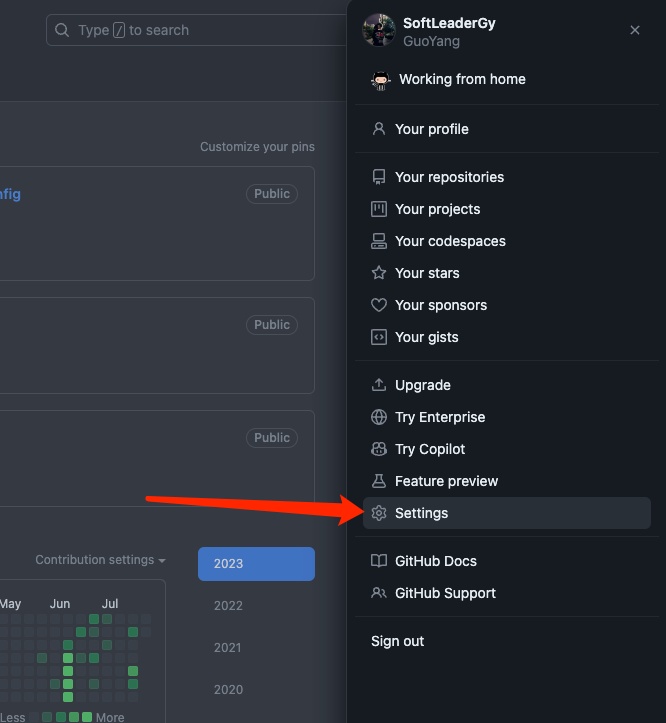 Type / to search
Customize your pins
nfig
Public
Public
Public
Contribution settings
2023
2022
2021
2020
May Jun Jul
Less More
SoftLeaderGy
GuoYang
Working from home
Your profile
Your repositories
Your projects
Your codespaces
Your stars
Your sponsors
Your gists
Upgrade
Try Enterprise
Try Copilot
Feature preview
Settings
GitHub Docs
GitHub Support
Sign out